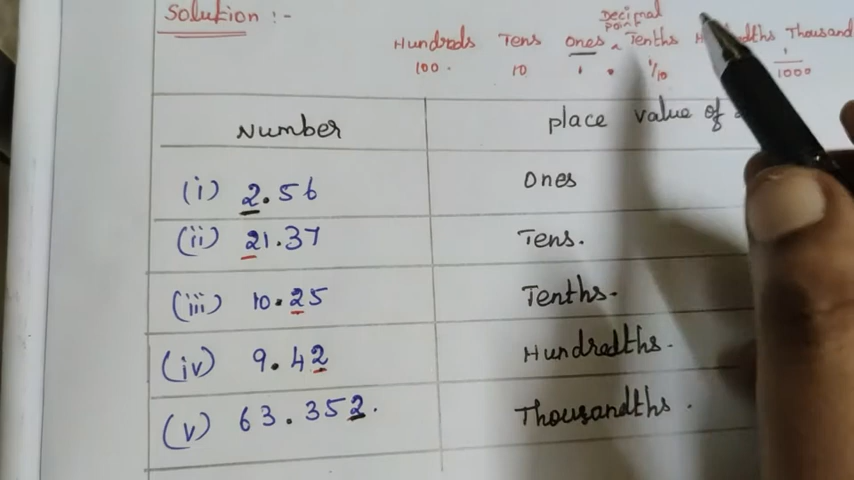 Solution :-
Decimal
point
Hundreds Tens Ones . Tenths Thousand
100. 10 1 . 1/10 1/1000
Number place value of
(i) 2.56 Ones
(ii) 21.37 Tens.
(iii) 10.25 Tenths.
(iv) 9.42 Hundredths.
(v) 63.352. Thousandths.